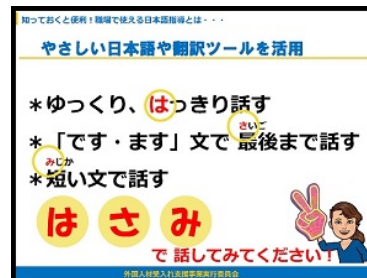 知っておくと便利！職場で使える日本語指導とは・・・
やさしい日本語や翻訳ツールを活用
＊ゆっくり、はっきり話す
＊「です・ます」文で 最後まで話す
さいご
＊短い文で話す
みじか
は さ み
で 話してみてください！
外国人材受入れ支援事業実行委員会